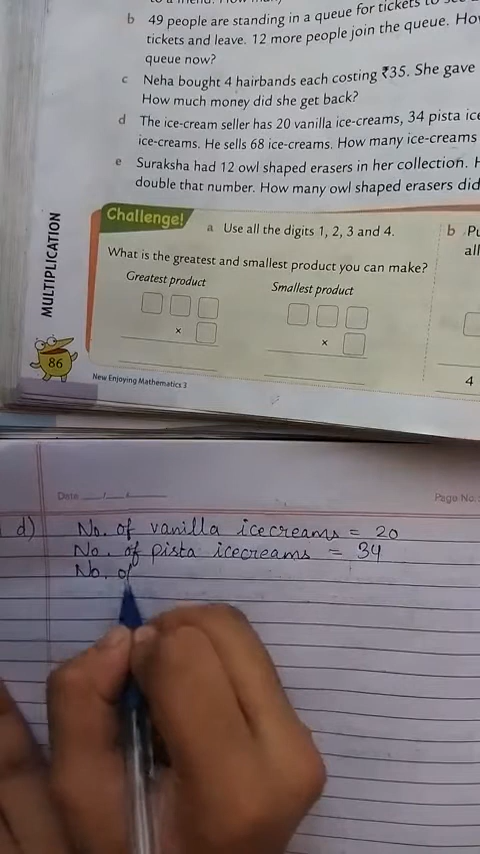 b 49 people are standing in a queue for tickets to
tickets and leave. 12 more people join the queue.
queue now?
c Neha bought 4 hairbands each costing ₹35. She gave
How much money did she get back?
d The ice-cream seller has 20 vanilla ice-creams, 34 pista
ice-creams. He sells 68 ice-creams. How many ice-creams
e Suraksha had 12 owl shaped erasers in her collection.
double that number. How many owl shaped erasers did
MULTIPLICATION
Challenge!
a Use all the digits 1, 2, 3 and 4.
What is the greatest and smallest product you can make?
Greatest product
Smallest product
×
×
b
4
86
New Enjoying Mathematics 3
Date
Page No.
d) No. of vanilla icecreams = 20
No. of pista icecreams = 34
No. of